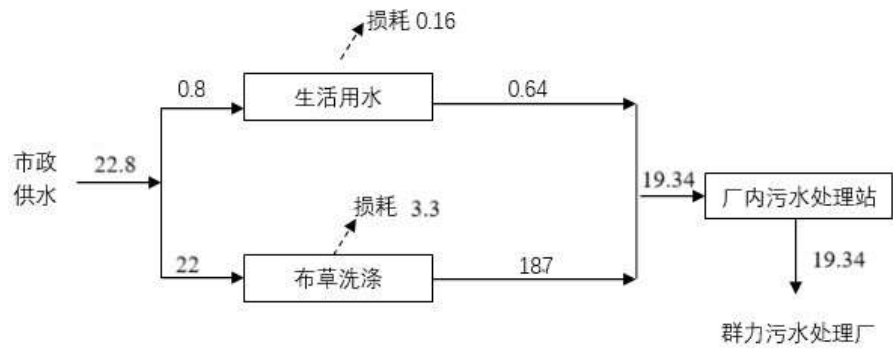 损耗 0.16
0.8
生活用水
0.64
市政
供水
22.8
19.34
厂内污水处理站
损耗 3.3
22
布草洗涤
18.7
19.34
群力污水处理厂